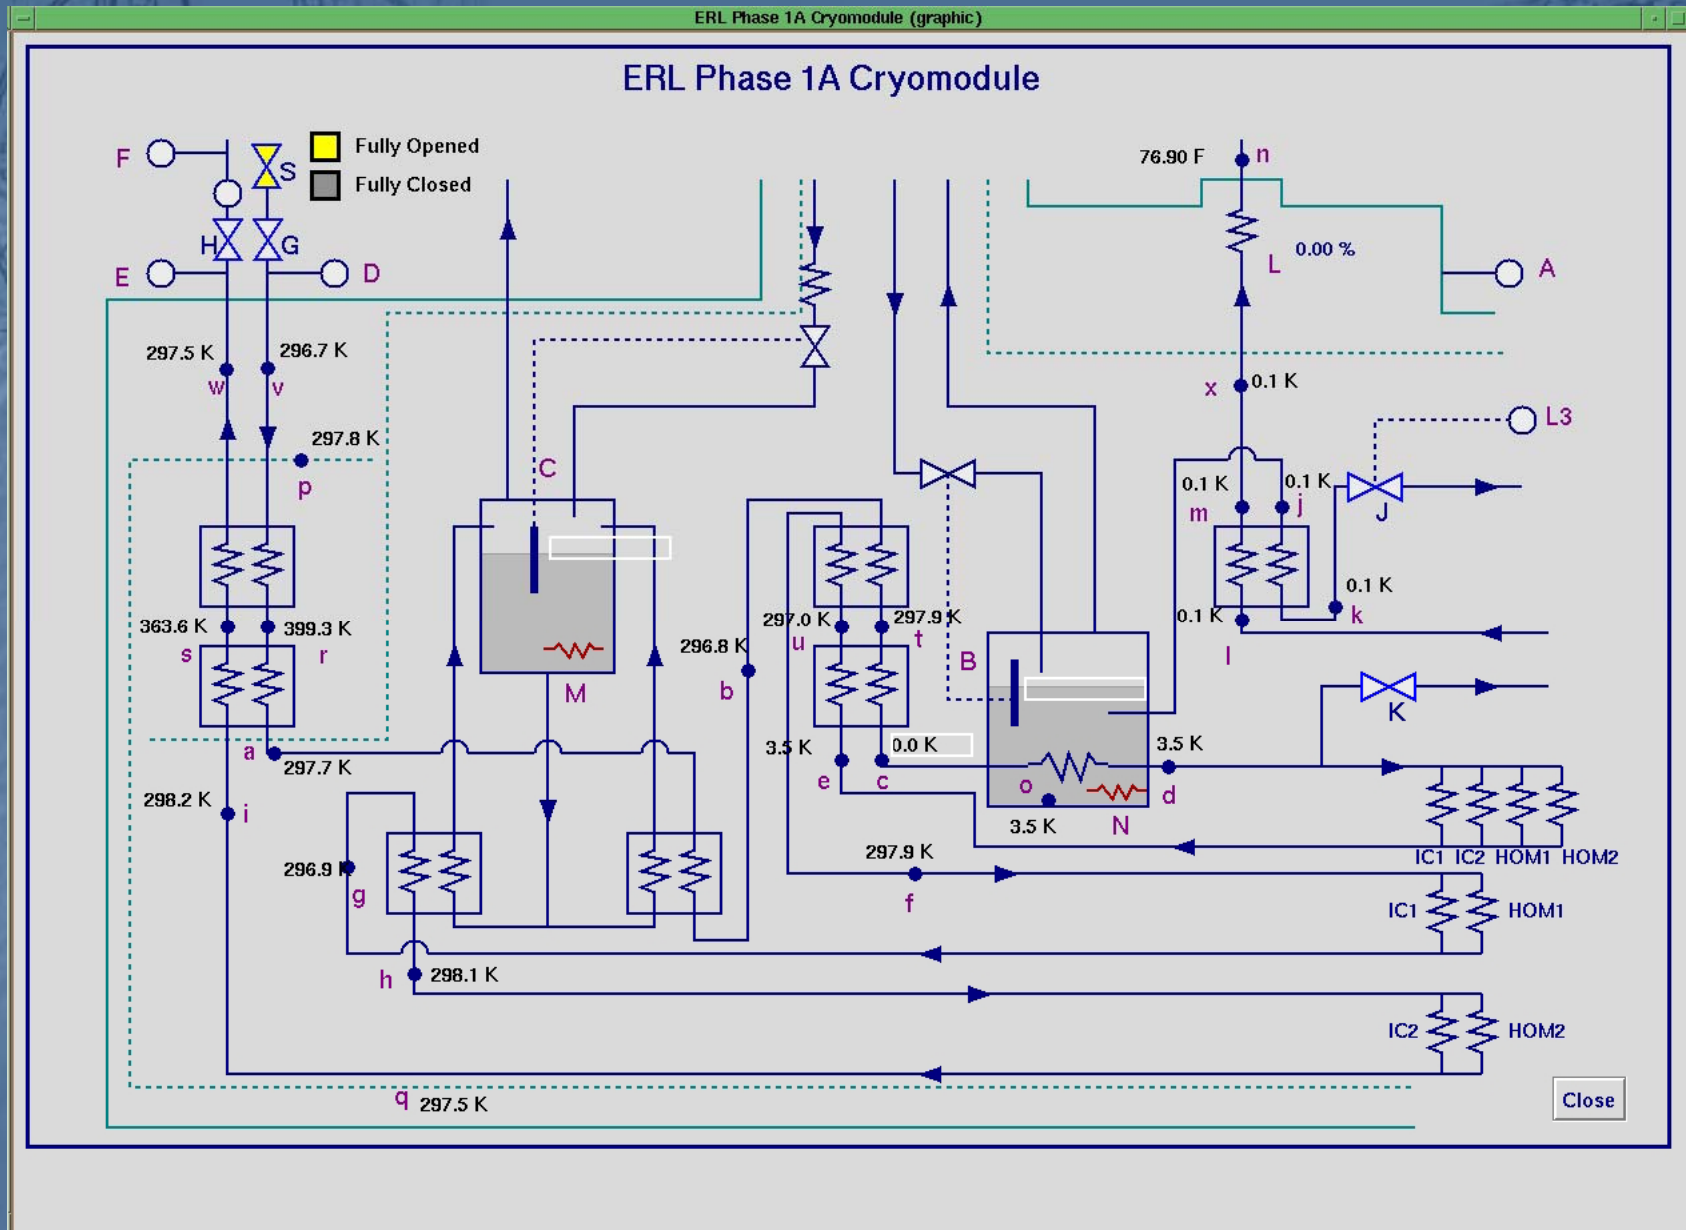 ERL Phase 1A Cryomodule (graphic)
ERL Phase 1A Cryomodule
F
S
Fully Opened
Fully Closed
76.90 F
n
H
G
L
0.00 %
E
D
A
297.5 K
296.7 K
w
v
x
0.1 K
L3
297.8 K
p
C
0.1 K
0.1 K
m
j
J
0.1 K
k
363.6 K
399.3 K
s
r
297.0 K
297.9 K
u
t
0.1 K
l
296.8 K
b
B
M
K
a
297.7 K
3.5 K
0.0 K
3.5 K
e
c
o
d
298.2 K
i
3.5 K
N
296.9 K
g
297.9 K
f
IC1 IC2 HOM1 HOM2
IC1
HOM1
h
298.1 K
IC2
HOM2
q
297.5 K
Close